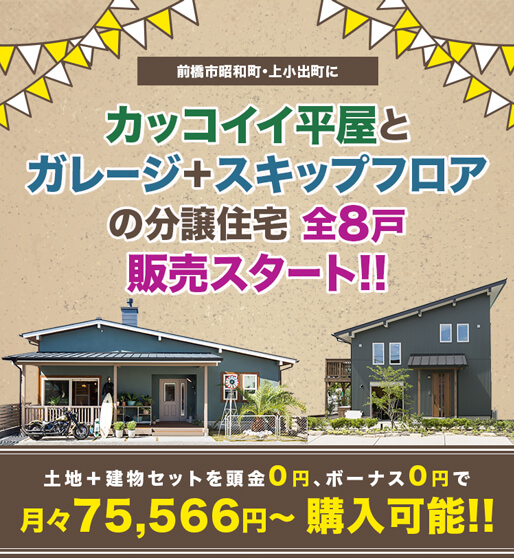 前橋市昭和町・上小出町に
カッコイイ平屋と
ガレージ＋スキップフロア
の分譲住宅 全8戸
販売スタート!!
土地＋建物セットを頭金0円、ボーナス0円で
月々75,566円～ 購入可能!!